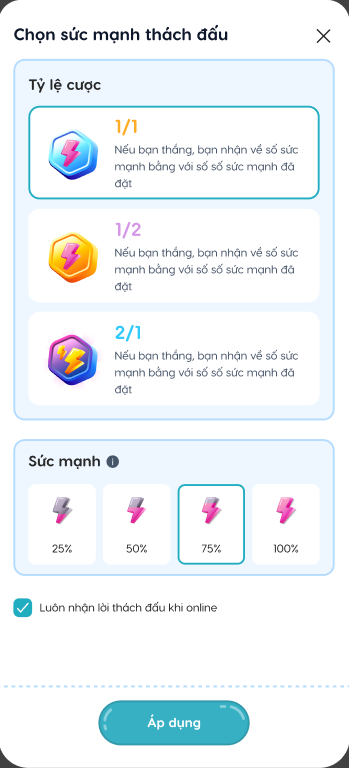 Chọn sức mạnh thách đấu
Tỷ lệ cược
1/1
Nếu bạn thắng, bạn nhận về số sức
mạnh bằng với số số sức mạnh đã
đặt
1/2
Nếu bạn thắng, bạn nhận về số sức
mạnh bằng với số số sức mạnh đã
đặt
2/1
Nếu bạn thắng, bạn nhận về số sức
mạnh bằng với số số sức mạnh đã
đặt
Sức mạnh
25%
50%
75%
100%
Luôn nhận lời thách đấu khi online
Áp dụng